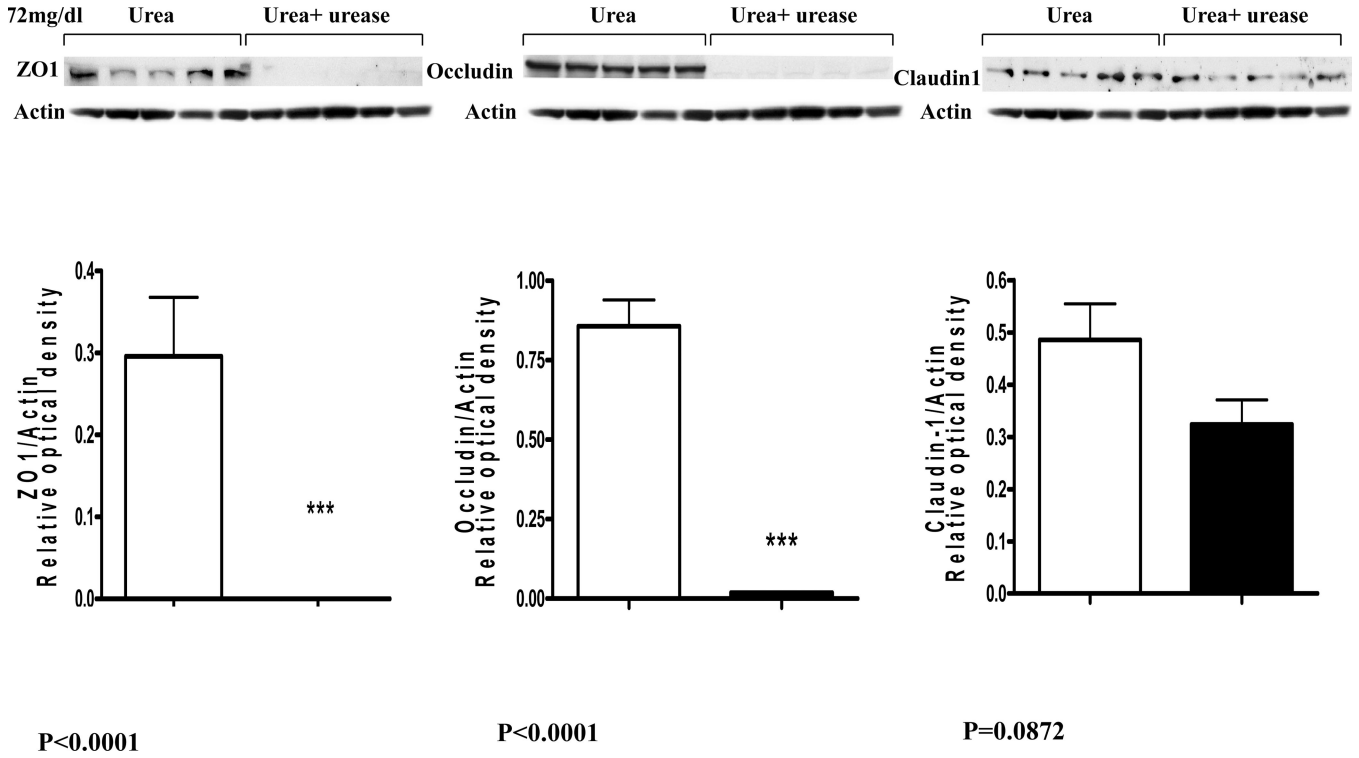 72mg/dl Urea Urea+ urease
ZO1
Actin
Urea Urea+ urease
Occludin
Actin
Urea Urea+ urease
Claudin1
Actin
ZO1/Actin
Relative optical density
0.4
0.3
0.2
0.1
0.0
***
P<0.0001
Occludin/Actin
Relative optical density
1.00
0.75
0.50
0.25
0.00
***
P<0.0001
Claudin-1/Actin
Relative optical density
0.6
0.5
0.4
0.3
0.2
0.1
0.0
P=0.0872